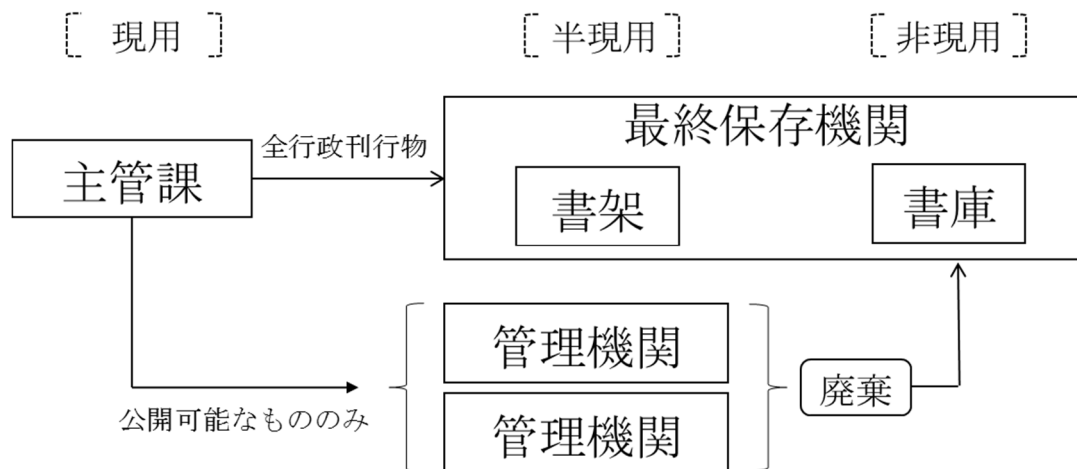 [ 現用 ]
[ 半現用 ]
[ 非現用 ]
最終保存機関
全行政刊行物
主管課
書架
書庫
管理機関
廃棄
公開可能なもののみ
管理機関